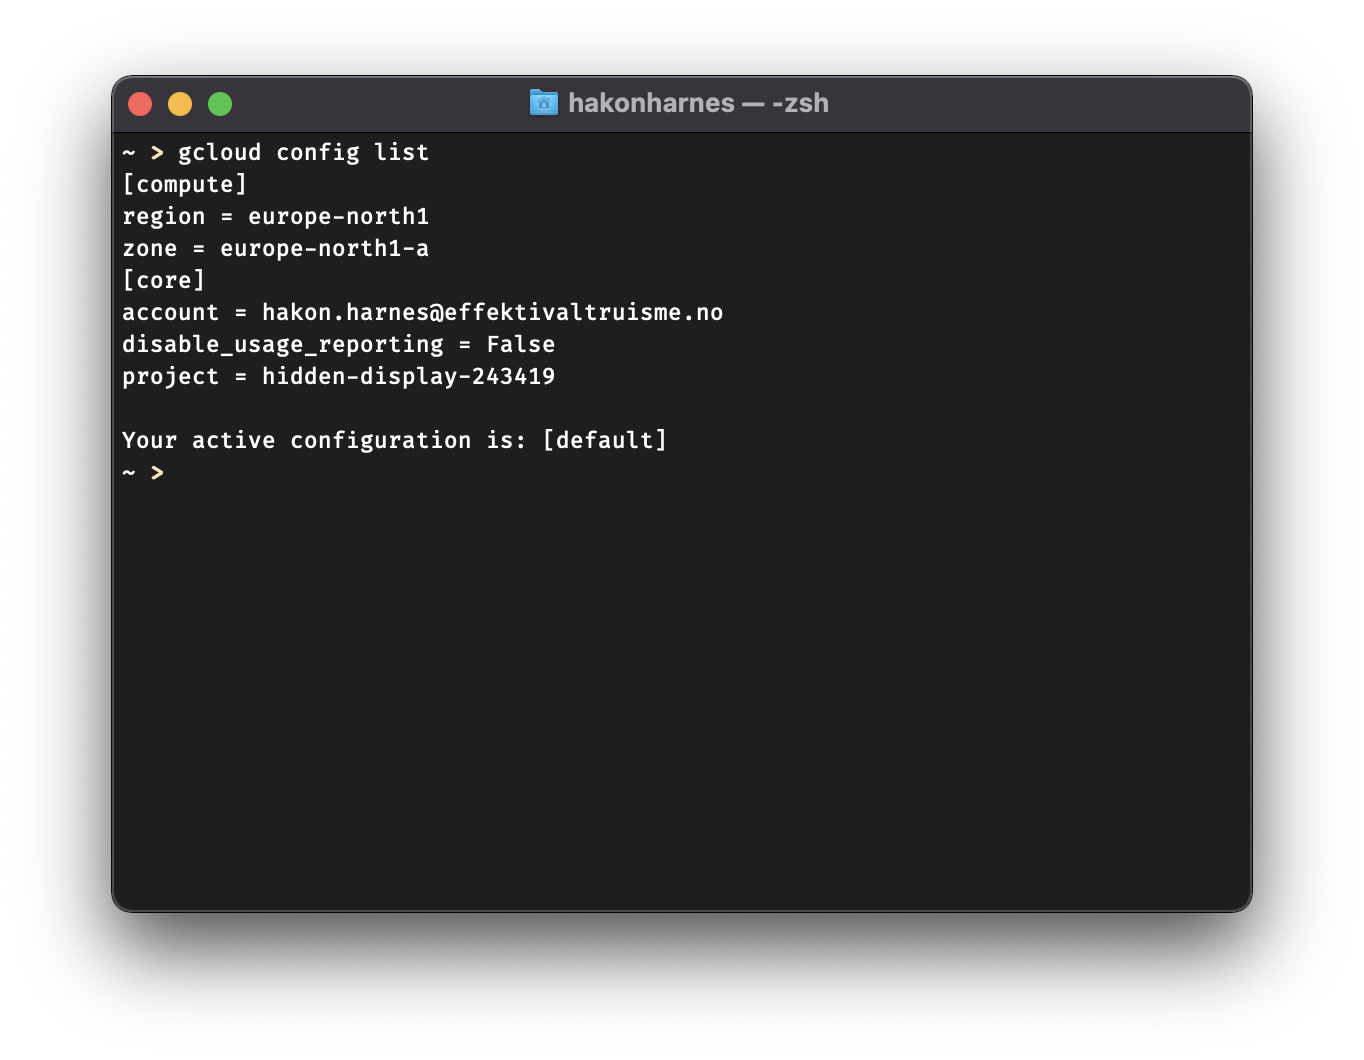 hakonharnes — -zsh
~ > gcloud config list
[compute]
region = europe-north1
zone = europe-north1-a
[core]
account = hakon.harnes@effektivaltruisme.no
disable_usage_reporting = False
project = hidden-display-243419
Your active configuration is: [default]
~ >